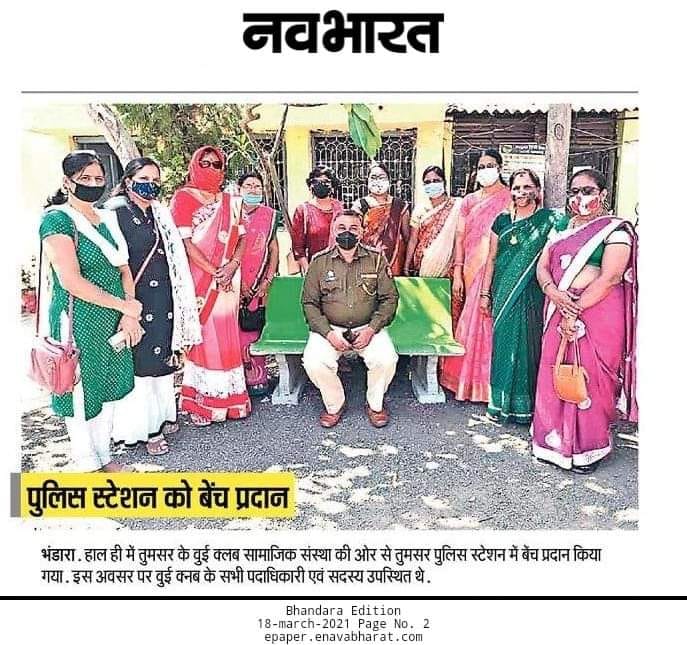 नवभारत
पुलिस स्टेशन को बेंच प्रदान
भंडारा. हाल ही में तुमसर के वुई क्लब सामाजिक संस्था की ओर से तुमसर पुलिस स्टेशन में बेंच प्रदान किया
गया. इस अवसर पर वुई क्नब के सभी पदाधिकारी एवं सदस्य उपस्थित थे.
Bhandara Edition
18-march-2021 Page No. 2
epaper.enavabharat.com